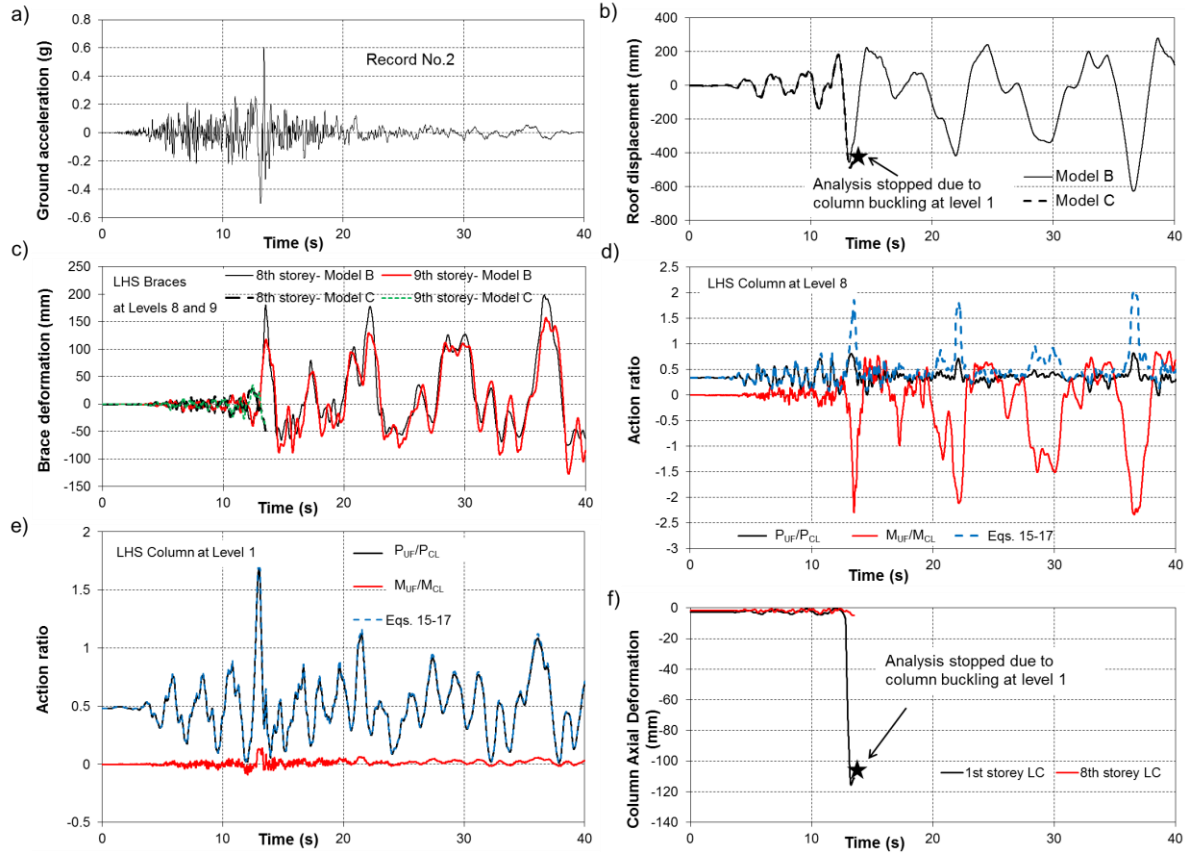 a)
Ground acceleration (g)
0.8
0.6
0.4
0.2
0
0.2
0.4
0.6
Record No.2
0 10 20 30 40
Time (s)
b)
Roof displacement (mm)
400
200
0
-200
-400
-600
-800
Analysis stopped due to
column buckling at level 1
Model B
Model C
0 10 20 30 40
Time (s)
c)
Brace deformation (mm)
250
200
150
100
50
0
-50
-100
-150
LHS Braces
at Levels 8 and 9
8th storey- Model B
9th storey- Model B
8th storey- Model C
9th storey- Model C
0 10 20 30 40
Time (s)
d)
Action ratio
2
1.5
1
0.5
0
-0.5
-1
-1.5
-2
2.5
-3
LHS Column at Level 8
PUF/PCL
MUF/MCL
Eqs. 15-17
0 10 20 30 40
Time (s)
e)
Action ratio
2
1.5
1
0.5
0
-0.5
LHS Column at Level 1
PUF/PCL
MUF/MCL
Eqs. 15-17
0 10 20 30 40
Time (s)
f)
Column Axial Deformation
(mm)
0
-20
-40
-60
-80
-100
-120
-140
Analysis stopped due to
column buckling at level 1
1st storey LC
8th storey LC
0 10 20 30 40
Time (s)